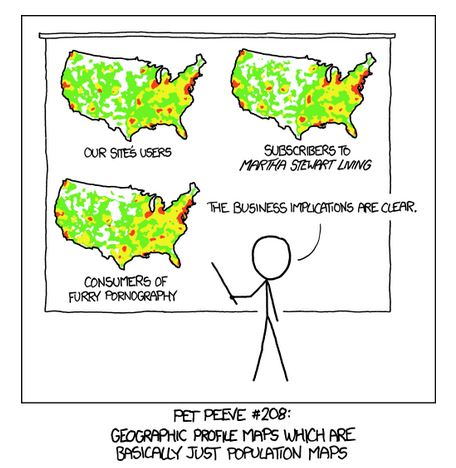 OUR SITE'S USERS
SUBSCRIBERS TO
MARTHA STEWART LIVING
CONSUMERS OF
FURRY PORNOGRAPHY
THE BUSINESS IMPLICATIONS ARE CLEAR.
PET PEEVE #208:
GEOGRAPHIC PROFILE MAPS WHICH ARE
BASICALLY JUST POPULATION MAPS